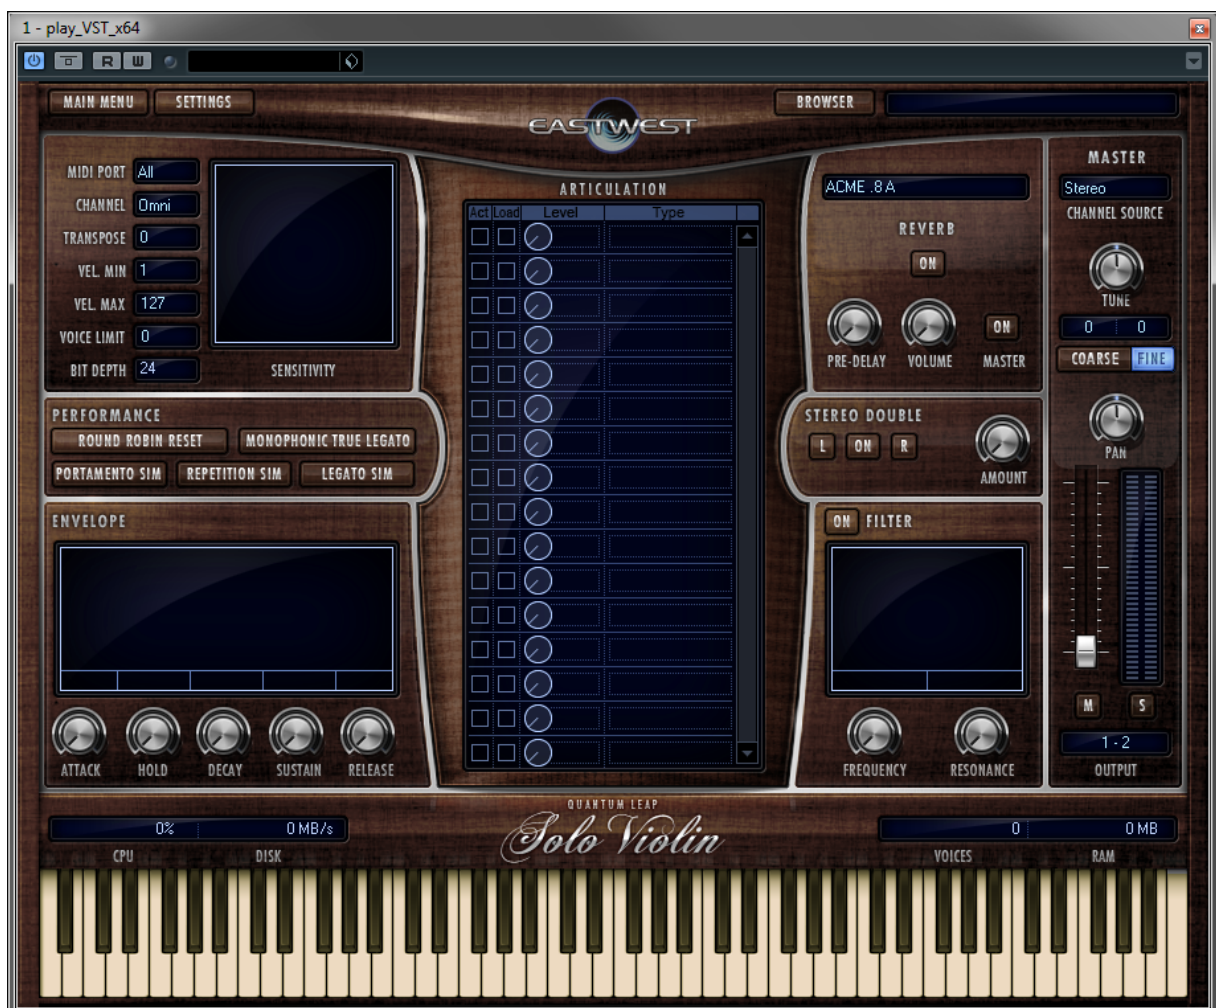 1 - play_VST_x64
R W
MAIN MENU SETTINGS
BROWSER
EASTWEST
MIDI PORT All
CHANNEL Omni
TRANSPOSE 0
VEL. MIN 1
VEL. MAX 127
VOICE LIMIT 0
BIT DEPTH 24
SENSITIVITY
PERFORMANCE
ROUND ROBIN RESET MONOPHONIC TRUE LEGATO
PORTAMENTO SIM REPETITION SIM LEGATO SIM
ENVELOPE
ATTACK HOLD DECAY SUSTAIN RELEASE
ARTICULATION
Act Load Level Type
ACME .8 A
REVERB
ON
ON
PRE-DELAY VOLUME MASTER
STEREO DOUBLE
L ON R
AMOUNT
ON FILTER
FREQUENCY RESONANCE
MASTER
Stereo
CHANNEL SOURCE
TUNE
0 0
COARSE FINE
PAN
M S
1 - 2
OUTPUT
QUANTUM LEAP
Solo Violin
0% 0 MB/s
CPU DISK
0 0 MB
VOICES RAM